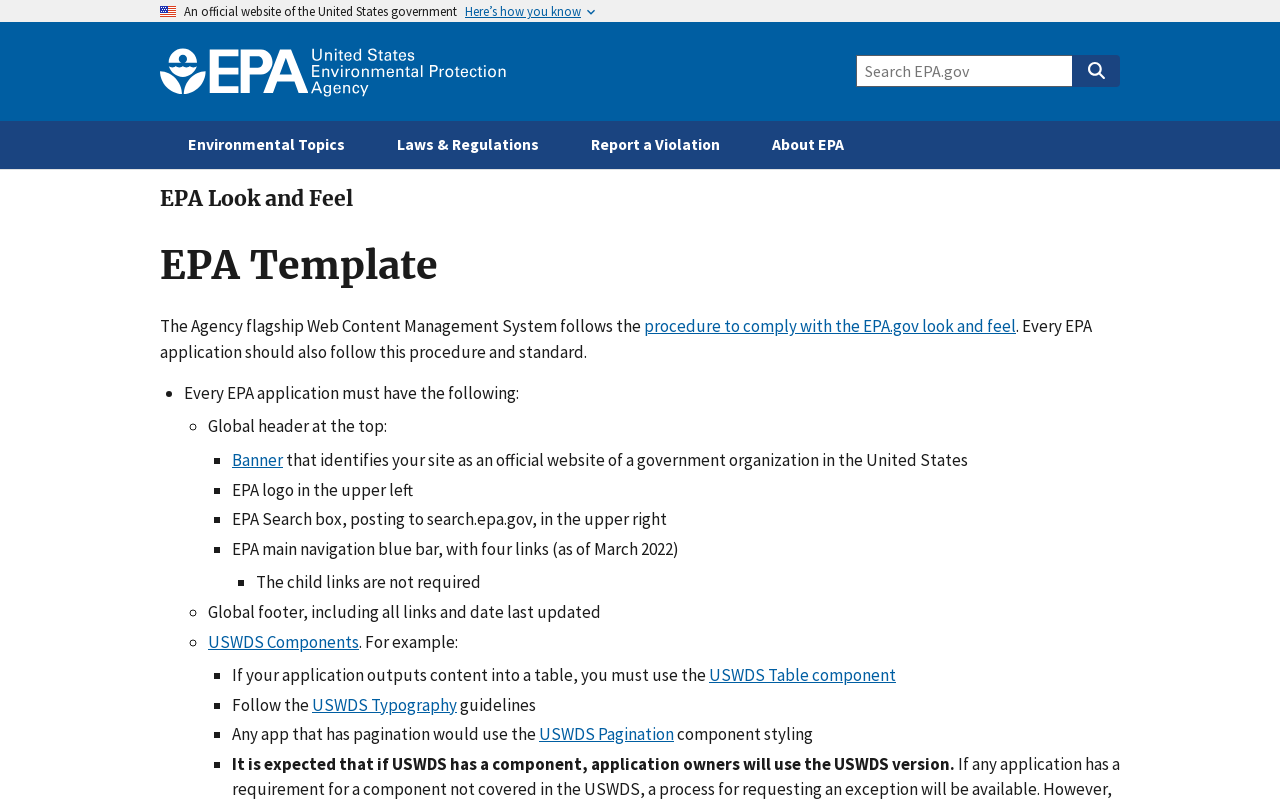 An official website of the United States government Here’s how you know
EPA United States
Environmental Protection
Agency
Search EPA.gov
Environmental Topics Laws & Regulations Report a Violation About EPA
EPA Look and Feel
EPA Template
The Agency flagship Web Content Management System follows the procedure to comply with the EPA.gov look and feel. Every EPA
application should also follow this procedure and standard.
Every EPA application must have the following:
Global header at the top:
Banner that identifies your site as an official website of a government organization in the United States
EPA logo in the upper left
EPA Search box, posting to search.epa.gov, in the upper right
EPA main navigation blue bar, with four links (as of March 2022)
The child links are not required
Global footer, including all links and date last updated
USWDS Components. For example:
If your application outputs content into a table, you must use the USWDS Table component
Follow the USWDS Typography guidelines
Any app that has pagination would use the USWDS Pagination component styling
It is expected that if USWDS has a component, application owners will use the USWDS version. If any application has a
requirement for a component not covered in the USWDS, a process for requesting an exception will be available. However,